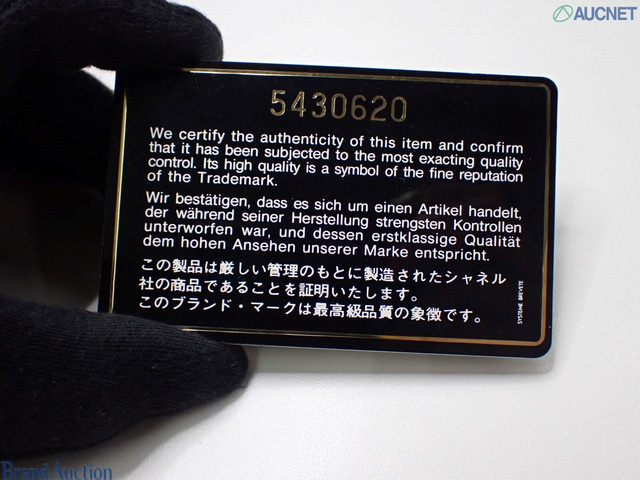 AUCNET
5430620
We certify the authenticity of this item and confirm
that it has been subjected to the most exacting quality
control. Its high quality is a symbol of the fine reputation
of the Trademark.
Wir bestätigen, dass es sich um einen Artikel handelt,
der während seiner Herstellung strengsten Kontrollen
unterworfen war, und dessen erstklassige Qualität
dem hohen Ansehen unserer Marke entspricht.
この製品は厳しい管理のもとに製造されたシャネル
社の商品であることを証明いたします。
このブランド・マークは最高級品質の象徴です。
SYSTEME BREVETE
Brand Auction